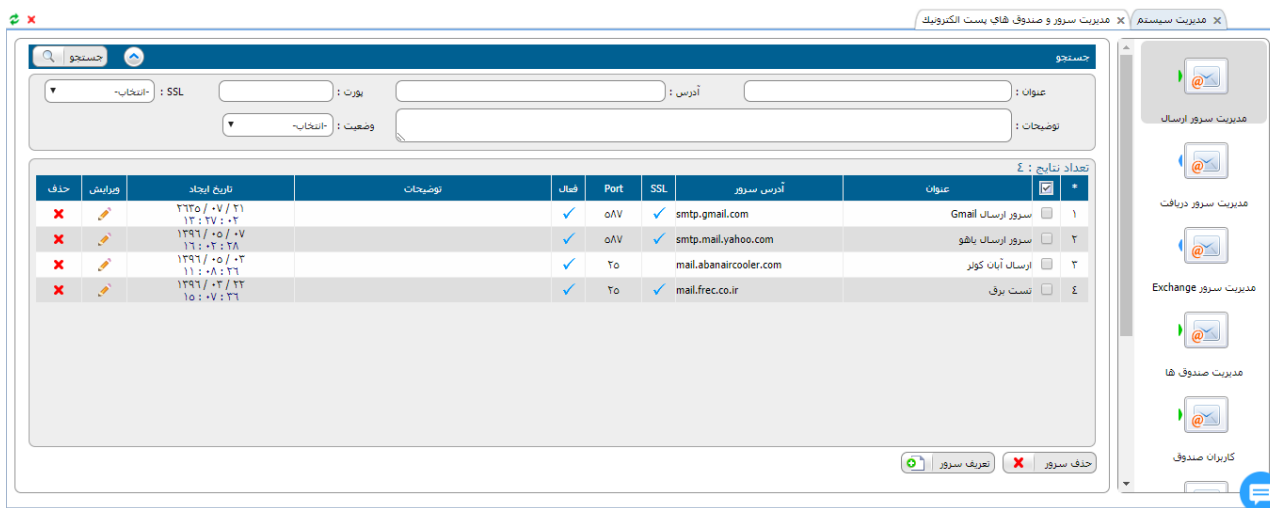 مدیریت سیستم
مدیریت سرور و صندوق های پست الکترونیك
جستجو
جستجو
عنوان :
آدرس :
پورت :
SSL : -انتخاب-
توضیحات :
وضعیت : -انتخاب-
تعداد نتایج : ٤
* عنوان آدرس سرور SSL Port فعال توضیحات تاریخ ایجاد ویرایش حذف
١ سرور ارسال Gmail smtp.gmail.com ٥٨٧ ٢٦٣٥ / ٠٧ / ٢١
١٣ : ٢٧ : ٠٢
٢ سرور ارسال یاهو smtp.mail.yahoo.com ٥٨٧ ١٣٩٦ / ٠٥ / ٠٧
١٦ : ٠٢ : ٢٨
٣ ارسال آبان کولر mail.abanaircooler.com ٢٥ ١٣٩٦ / ٠٥ / ٠٣
١١ : ٠٨ : ٢٦
٤ تست برق mail.frec.co.ir ٢٥ ١٣٩٦ / ٠٣ / ٢٢
١٥ : ٠٧ : ٣٦
حذف سرور
تعریف سرور
مدیریت سرور ارسال
مدیریت سرور دریافت
مدیریت سرور Exchange
مدیریت صندوق ها
کاربران صندوق